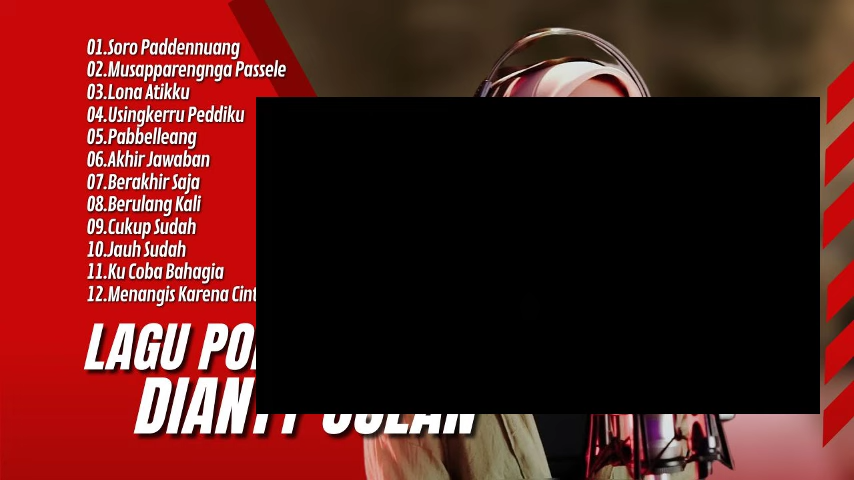 01.Soro Paddennuang
02.Musapparengnga Passele
03.Lona Atikku
04.Usingkerru Peddiku
05.Pabbelleang
06.Akhir Jawaban
07.Berakhir Saja
08.Berulang Kali
09.Cukup Sudah
10.Jauh Sudah
11.Ku Coba Bahagia
12.Menangis Karena
LAGU